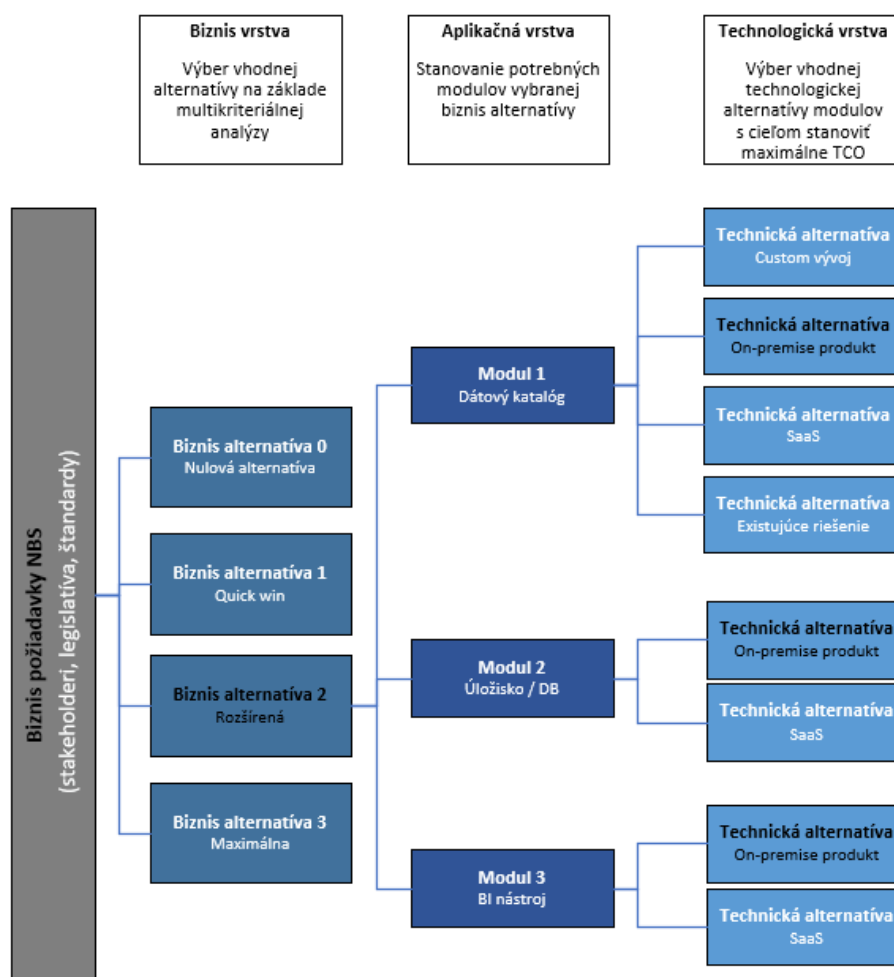 Biznis vrstva
Výber vhodnej
alternatívy na základe
multikriteriálnej
analýzy
Aplikačná vrstva
Stanovanie potrebných
modulov vybranej
biznis alternatívy
Technologická vrstva
Výber vhodnej
technologickej
alternatívy modulov
s cieľom stanoviť
maximálne TCO
Biznis požiadavky NBS
(stakeholderi, legislatíva, štandardy)
Biznis alternatíva 0
Nulová alternatíva
Biznis alternatíva 1
Quick win
Biznis alternatíva 2
Rozšírená
Biznis alternatíva 3
Maximálna
Modul 1
Dátový katalóg
Modul 2
Úložisko / DB
Modul 3
BI nástroj
Technická alternatíva
Custom vývoj
Technická alternatíva
On-premise produkt
Technická alternatíva
SaaS
Technická alternatíva
Existujúce riešenie
Technická alternatíva
On-premise produkt
Technická alternatíva
SaaS
Technická alternatíva
On-premise produkt
Technická alternatíva
SaaS